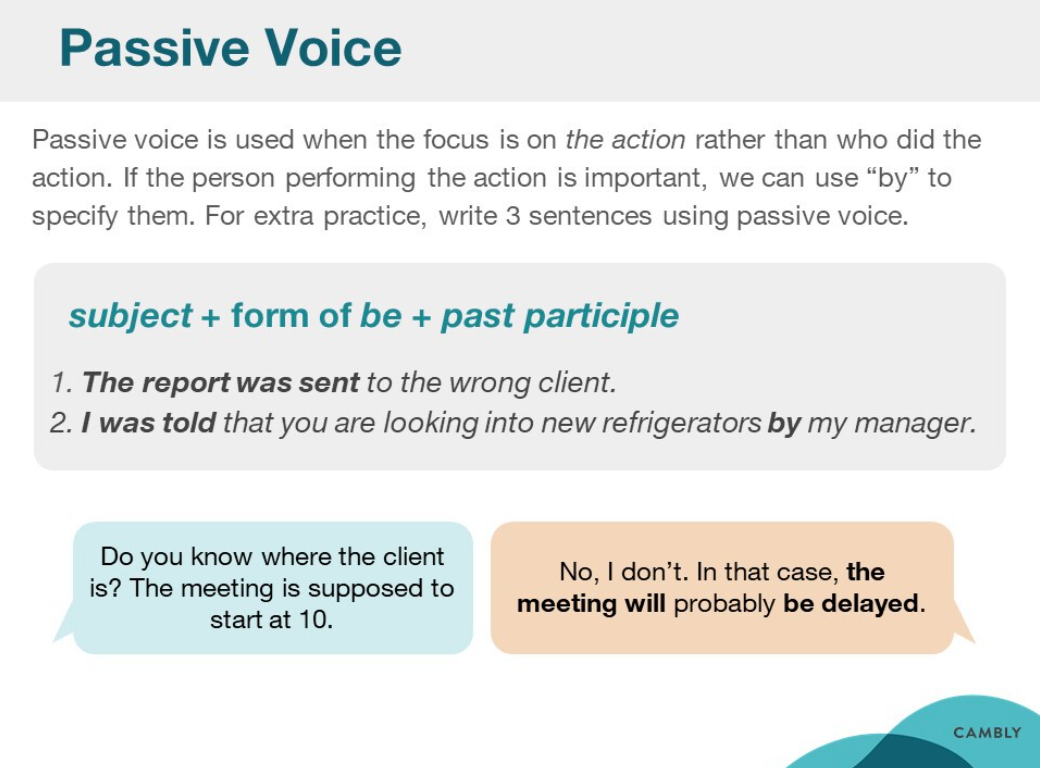 Passive Voice
Passive voice is used when the focus is on the action rather than who did the
action. If the person performing the action is important, we can use “by” to
specify them. For extra practice, write 3 sentences using passive voice.
subject + form of be + past participle
1. The report was sent to the wrong client.
2. I was told that you are looking into new refrigerators by my manager.
Do you know where the client
is? The meeting is supposed to
start at 10.
No, I don’t. In that case, the
meeting will probably be delayed.
CAMBLY